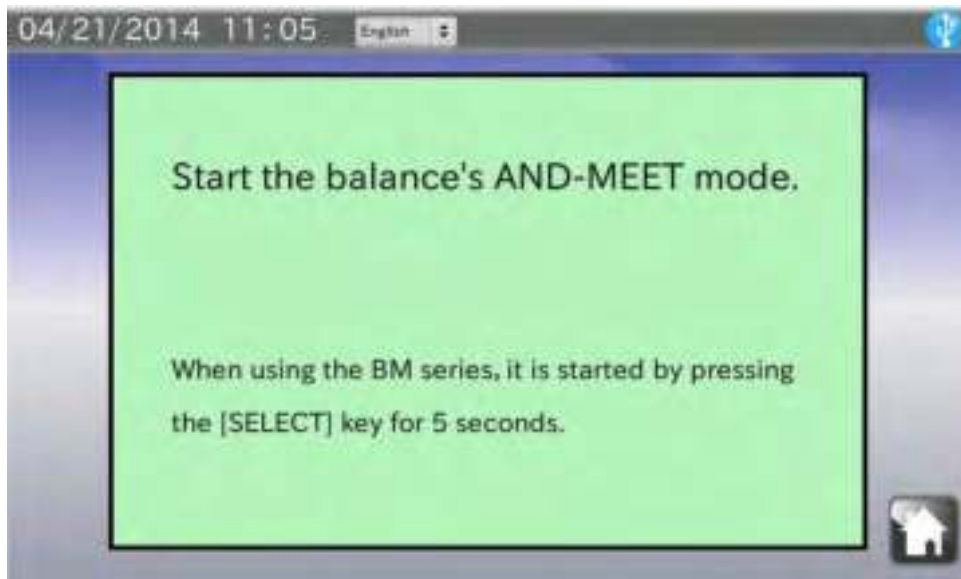 04/21/2014 11:05 English
Start the balance's AND-MEET mode.
When using the BM series, it is started by pressing
the [SELECT] key for 5 seconds.